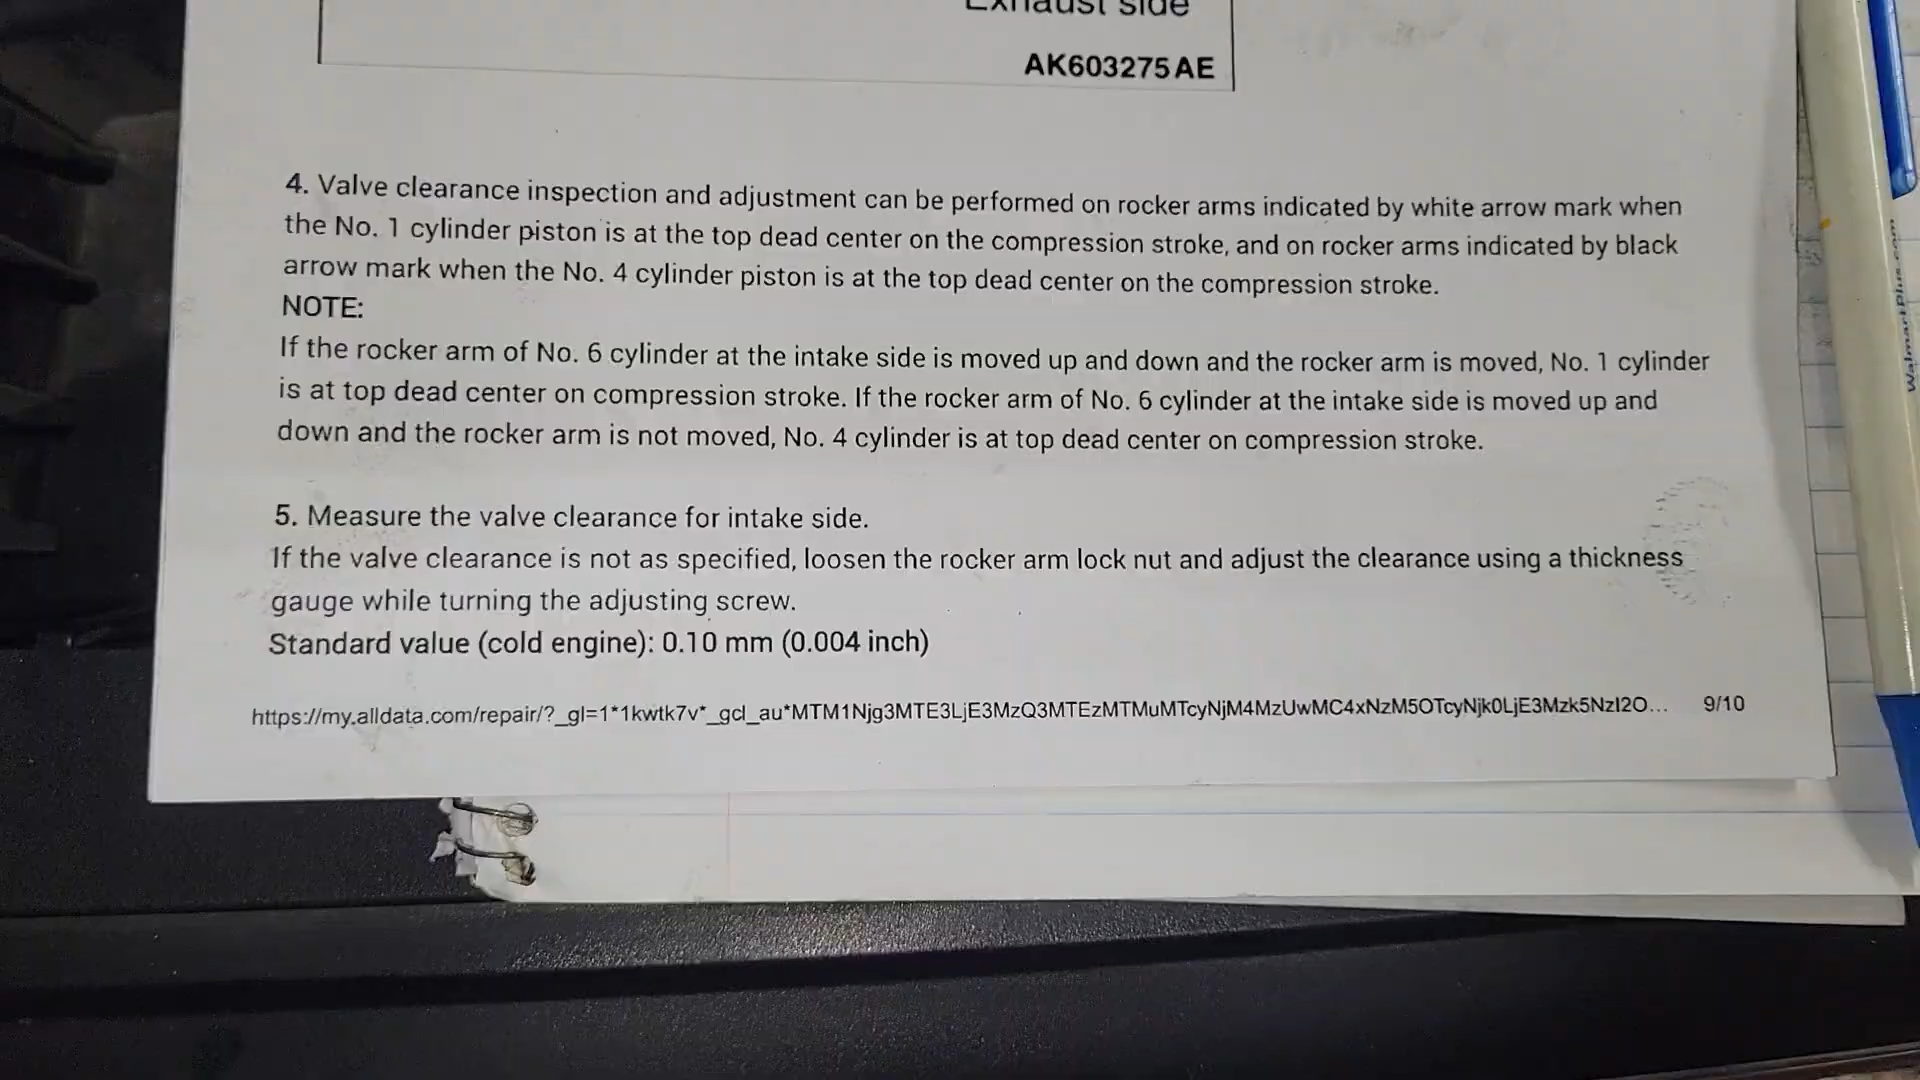 Exhaust side
AK603275AE
4. Valve clearance inspection and adjustment can be performed on rocker arms indicated by white arrow mark when
the No. 1 cylinder piston is at the top dead center on the compression stroke, and on rocker arms indicated by black
arrow mark when the No. 4 cylinder piston is at the top dead center on the compression stroke.
NOTE:
If the rocker arm of No. 6 cylinder at the intake side is moved up and down and the rocker arm is moved, No. 1 cylinder
is at top dead center on compression stroke. If the rocker arm of No. 6 cylinder at the intake side is moved up and
down and the rocker arm is not moved, No. 4 cylinder is at top dead center on compression stroke.
5. Measure the valve clearance for intake side.
If the valve clearance is not as specified, loosen the rocker arm lock nut and adjust the clearance using a thickness
gauge while turning the adjusting screw.
Standard value (cold engine): 0.10 mm (0.004 inch)
https://my.alldata.com/repair/?_gl=1*1kwtk7v*_gcl_au*MTM1Njg3MTE3LjE3MzQ3MTEzMTMuMTcyNjM4MzUwMC4xNzM5OTcyNjk0LjE3Mzk5NzI2O... 9/10
WalmartPlus.com